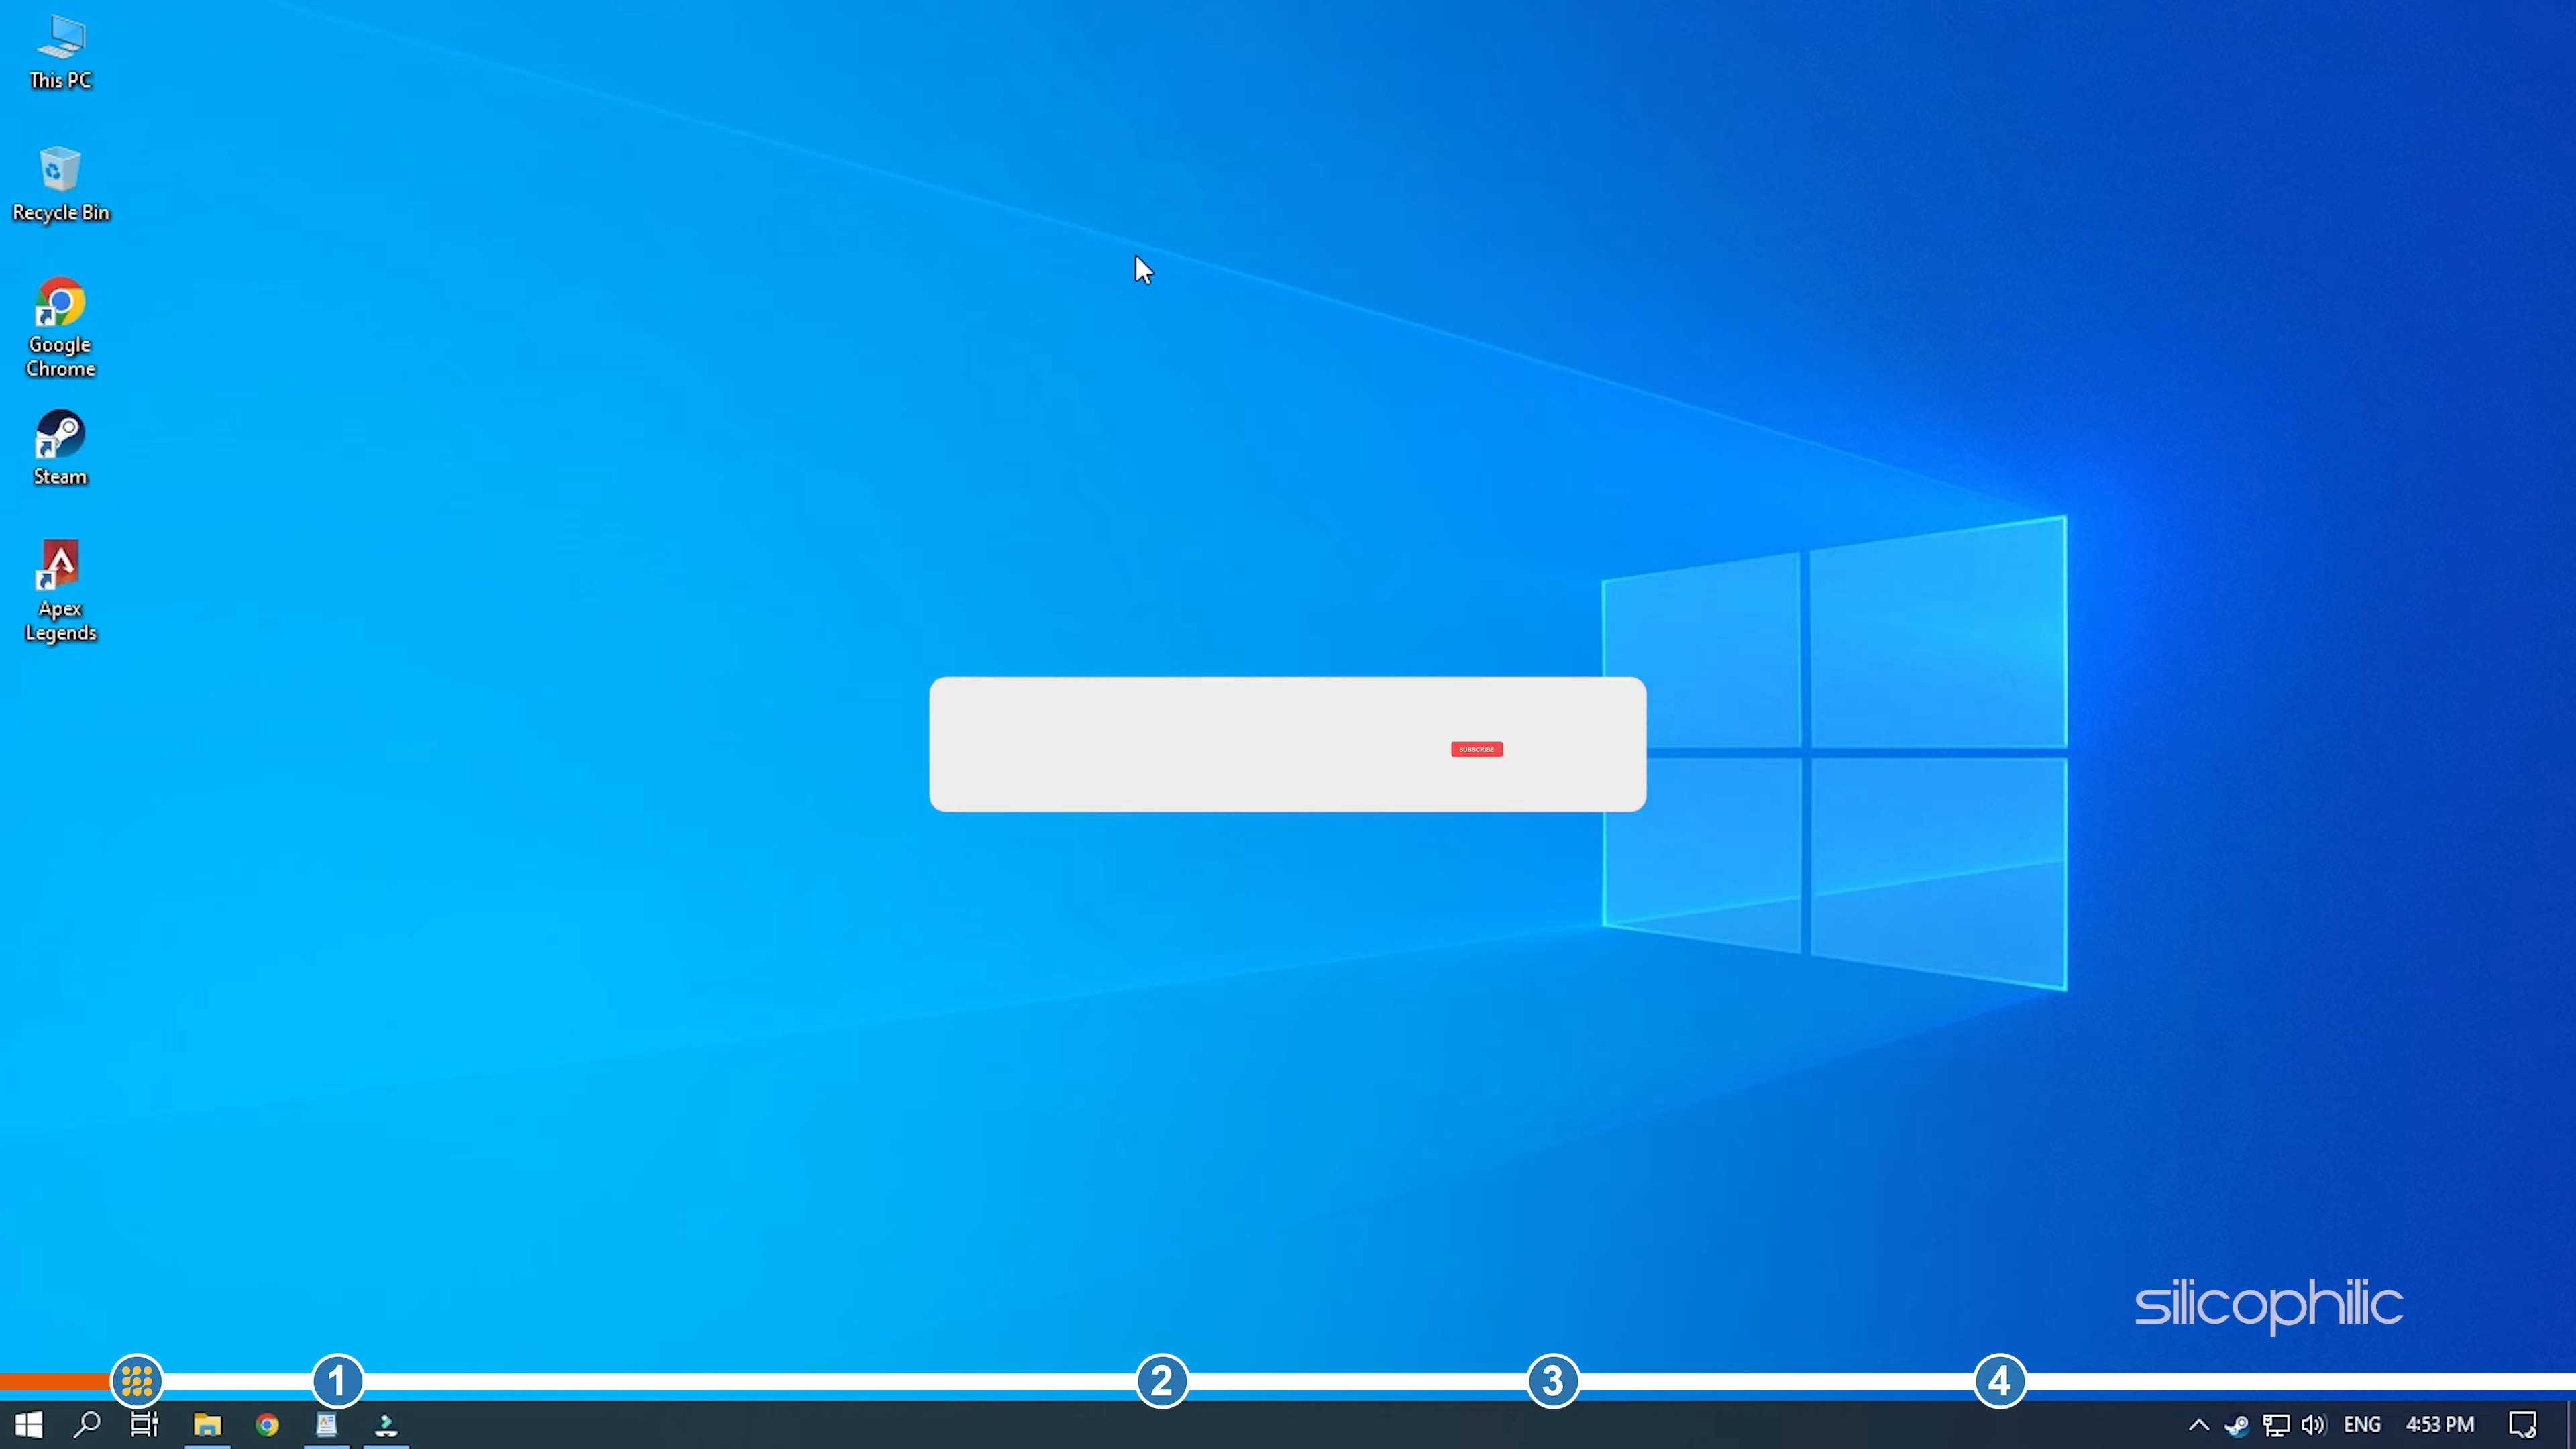 This PC
Recycle Bin
Google
Chrome
Steam
Apex
Legends
SUBSCRIBE
silicophilic
1
2
3
4
ENG
4:53 PM